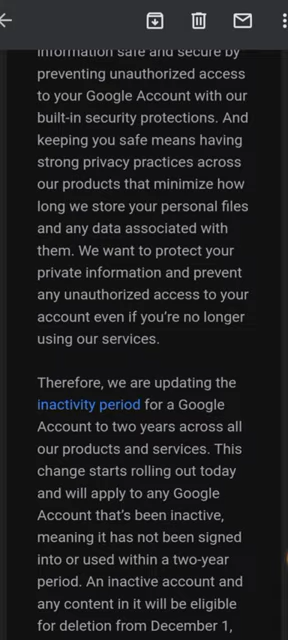 information safe and secure by
preventing unauthorized access
to your Google Account with our
built-in security protections. And
keeping you safe means having
strong privacy practices across
our products that minimize how
long we store your personal files
and any data associated with
them. We want to protect your
private information and prevent
any unauthorized access to your
account even if you’re no longer
using our services.
Therefore, we are updating the
inactivity period for a Google
Account to two years across all
our products and services. This
change starts rolling out today
and will apply to any Google
Account that’s been inactive,
meaning it has not been signed
into or used within a two-year
period. An inactive account and
any content in it will be eligible
for deletion from December 1,